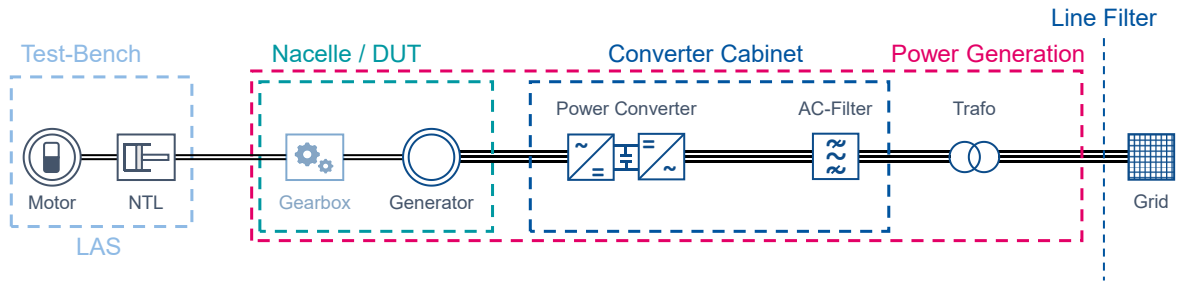 Line Filter
Test-Bench
Nacelle / DUT
Converter Cabinet
Power Generation
Power Converter
AC-Filter
Trafo
Motor
NTL
Gearbox
Generator
Grid
LAS